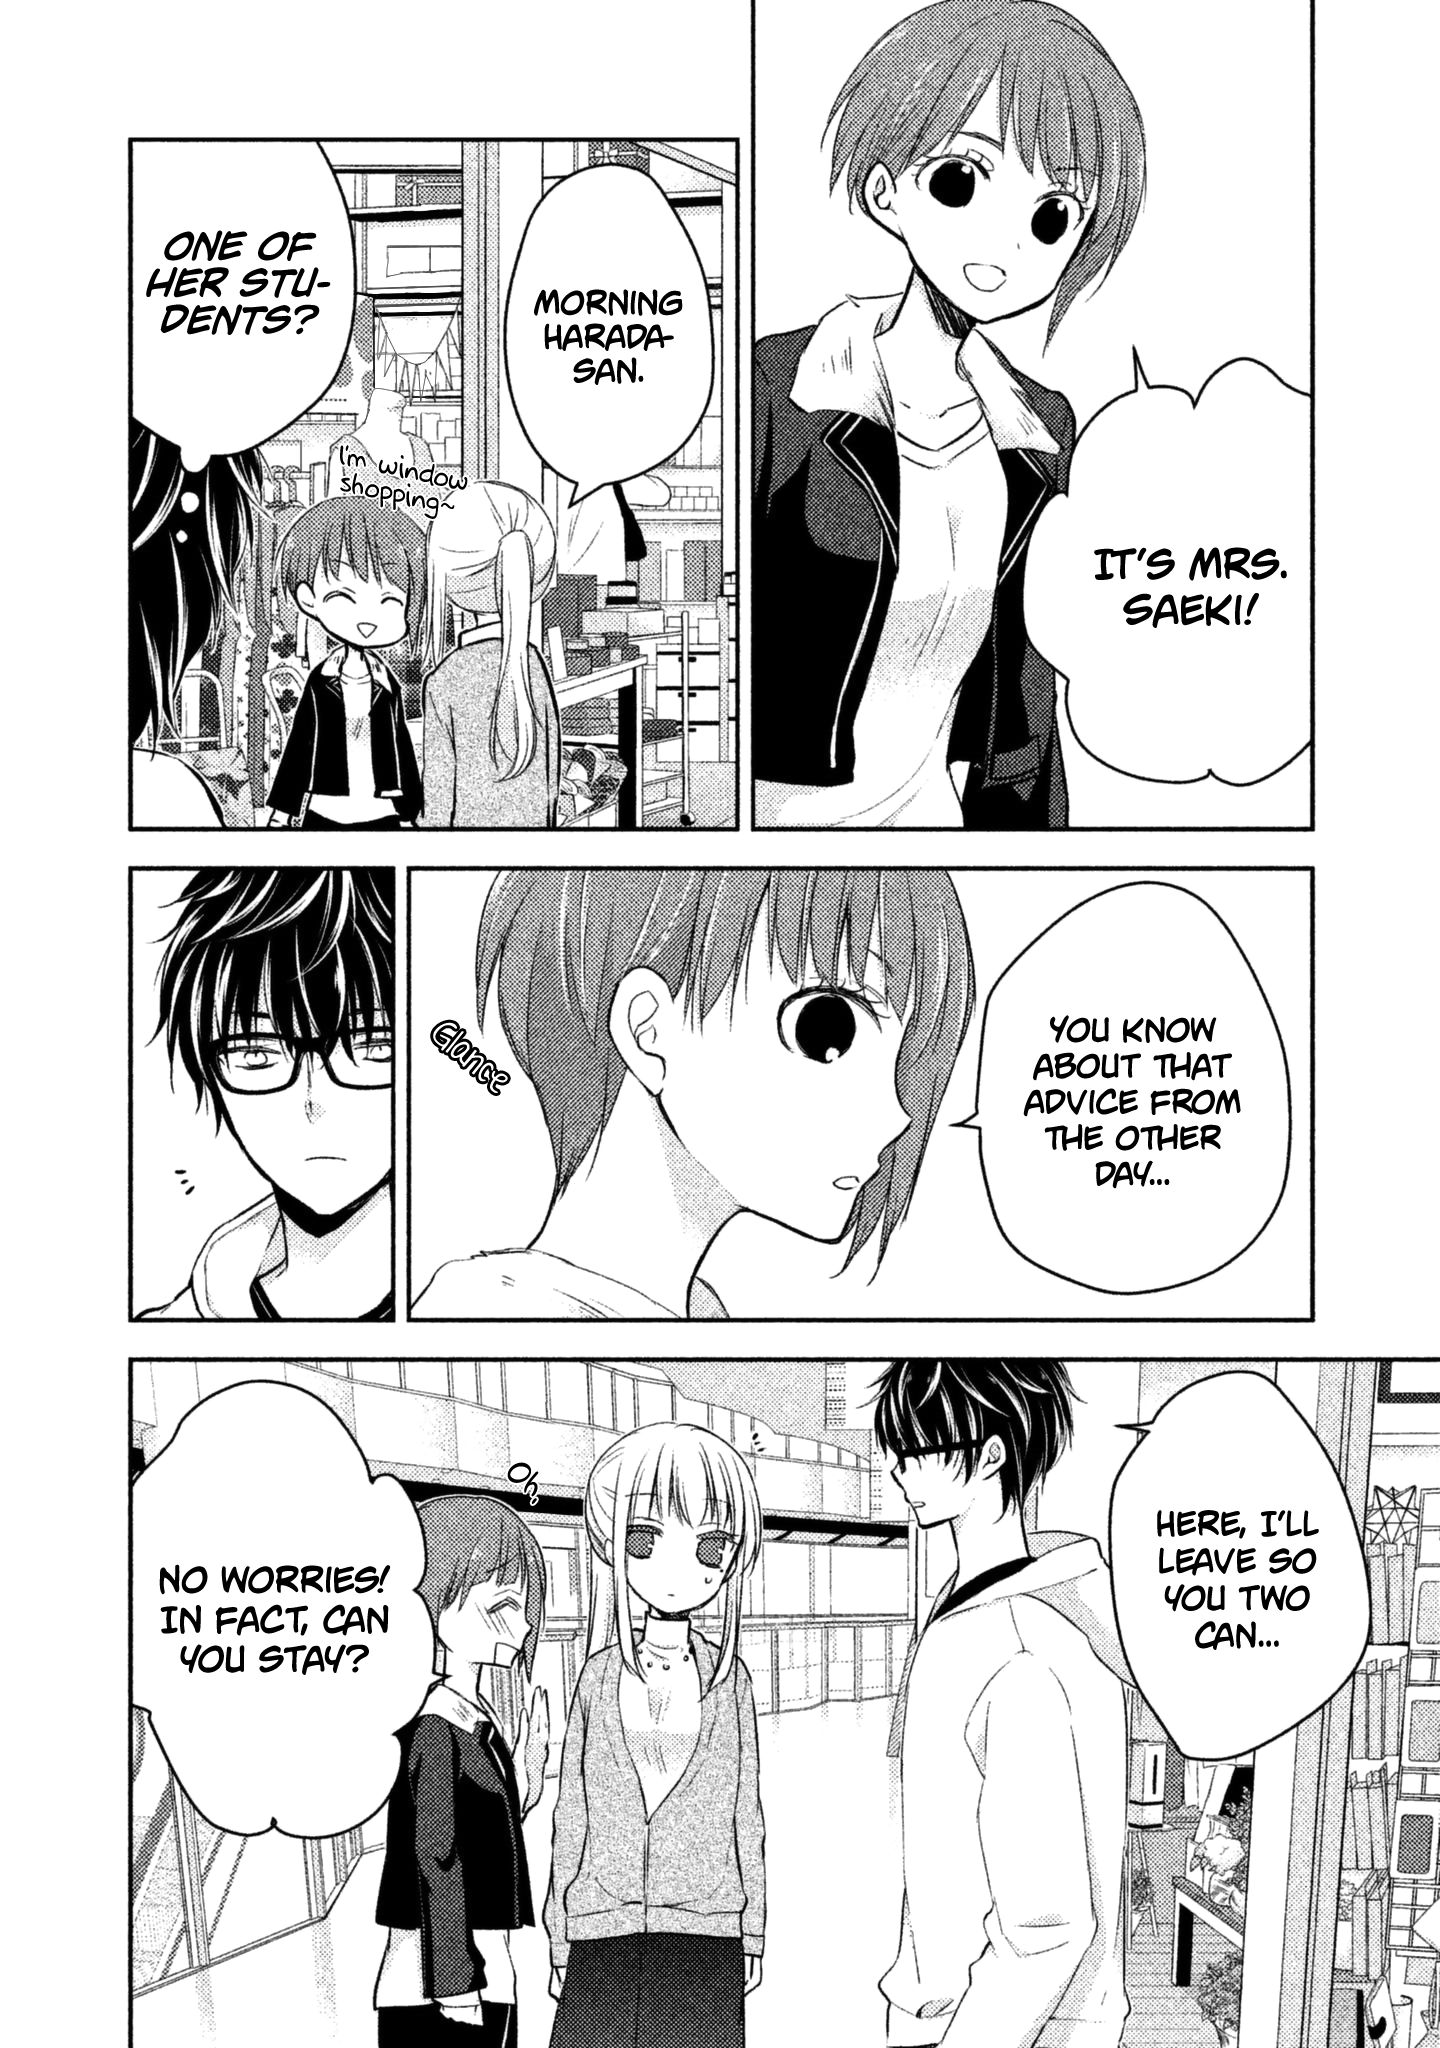 IT'S MRS.
SAEKI!
MORNING
HARADA-
SAN.
I'm window
shopping~
ONE OF
HER STU-
DENTS?
YOU KNOW
ABOUT THAT
ADVICE FROM
THE OTHER
DAY...
Glance
HERE, I'LL
LEAVE SO
YOU TWO
CAN...
Oh,
NO WORRIES!
IN FACT, CAN
YOU STAY?